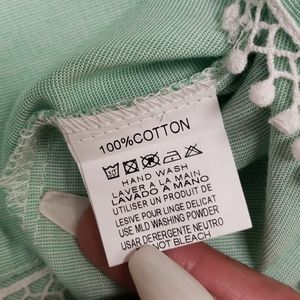 100%COTTON
HAND WASH
LAVER A LA MAIN
LAVADO A MANO
UTILISER UN PRODUIT DE
LESIVE POUR LINGE DELICAT
USE MILD WASHING POWDER
USAR DERERGENTE NEUTRO
NOT BLEACH